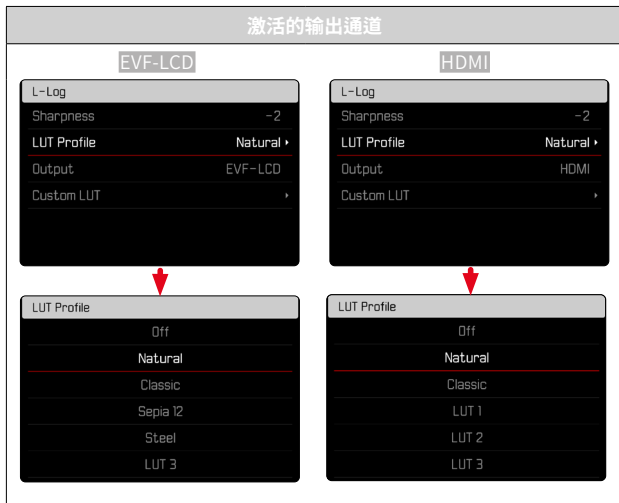 激活的输出通道
EVF-LCD
L-Log
Sharpness -2
LUT Profile Natural
Output EVF-LCD
Custom LUT
LUT Profile
Off
Natural
Classic
Sepia 12
Steel
LUT 3
HDMI
L-Log
Sharpness -2
LUT Profile Natural
Output HDMI
Custom LUT
LUT Profile
Off
Natural
Classic
LUT 1
LUT 2
LUT 3